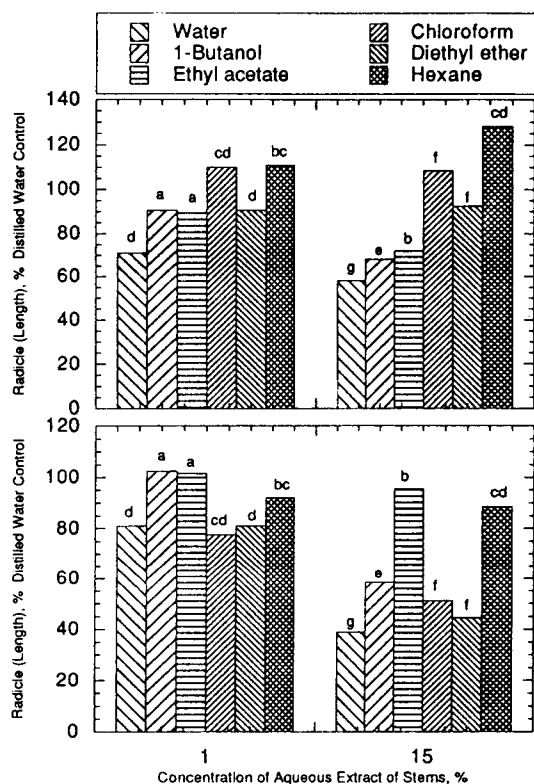 Water
Chloroform
1-Butanol
Diethyl ether
Ethyl acetate
Hexane
Radicle (Length), % Distilled Water Control
140
120
100
80
60
40
20
0
d a a cd d bc
g e b f f cd
Radicle (Length), % Distilled Water Control
120
100
80
60
40
20
0
d a a cd d bc
g e b f f cd
1 15
Concentration of Aqueous Extract of Stems, %